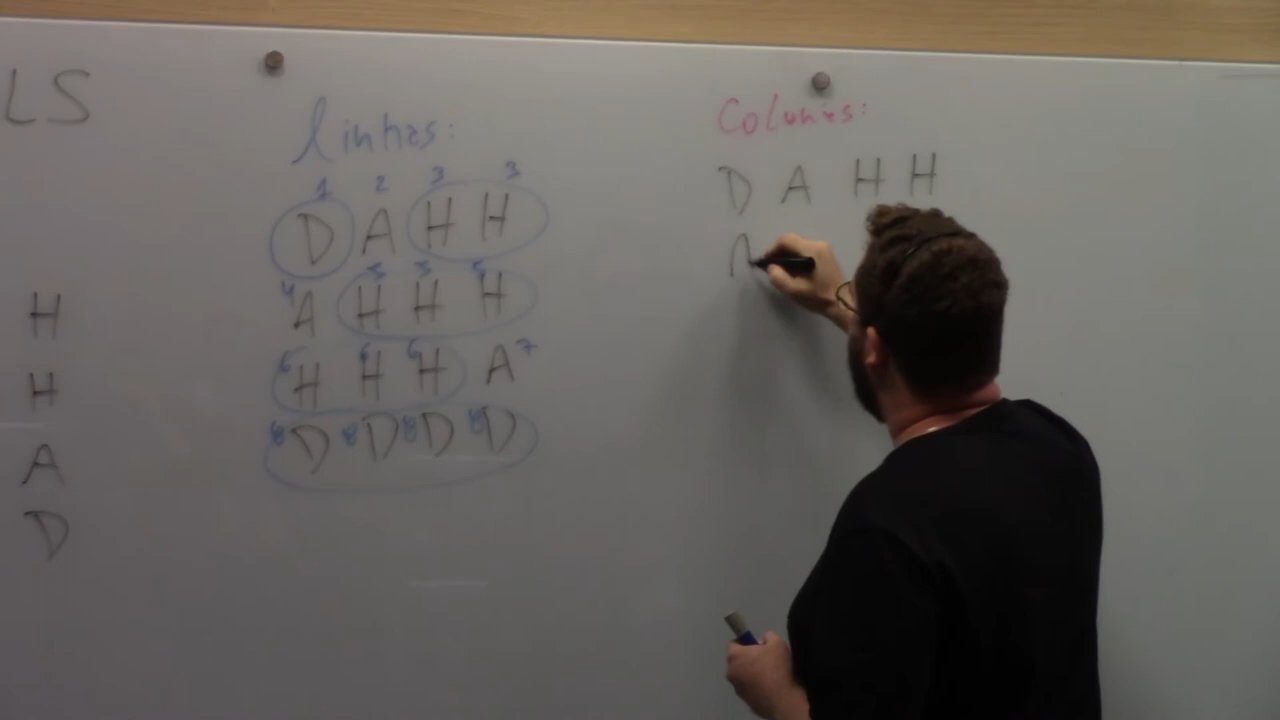 LS
H
H
A
D
linhas:
1 2 3 3
D A H H
4 5 5 5
A H H H
6 6 6 7
H H H A
8 8 8 8
D D D D
Colunas:
D A H H